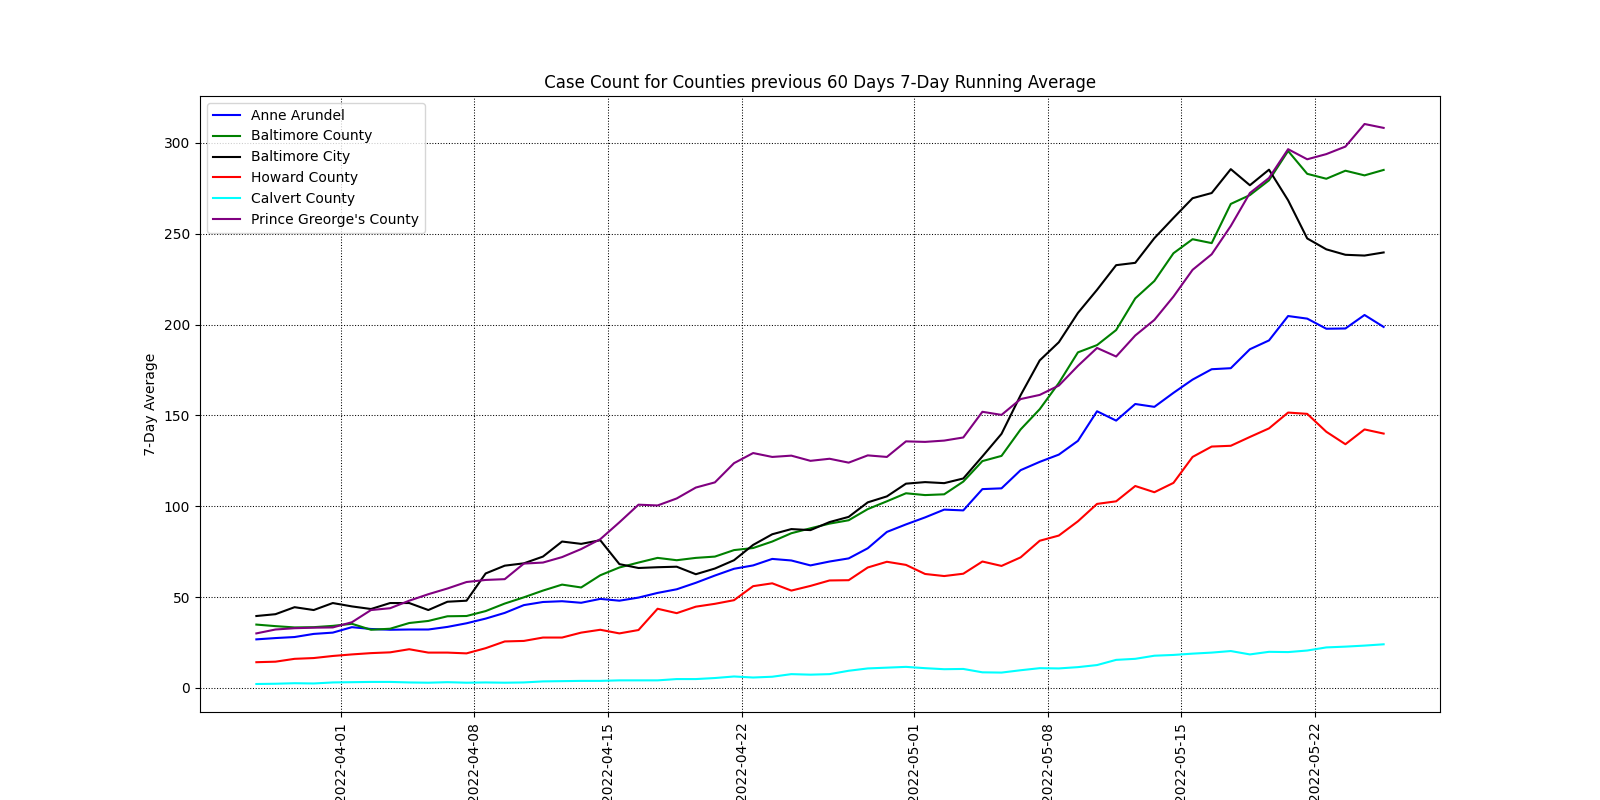 Case Count for Counties previous 60 Days 7-Day Running Average
Anne Arundel
Baltimore County
Baltimore City
Howard County
Calvert County
Prince Greorge's County
300
250
200
150
100
50
0
7-Day Average
2022-04-01
2022-04-08
2022-04-15
2022-04-22
2022-05-01
2022-05-08
2022-05-15
2022-05-22